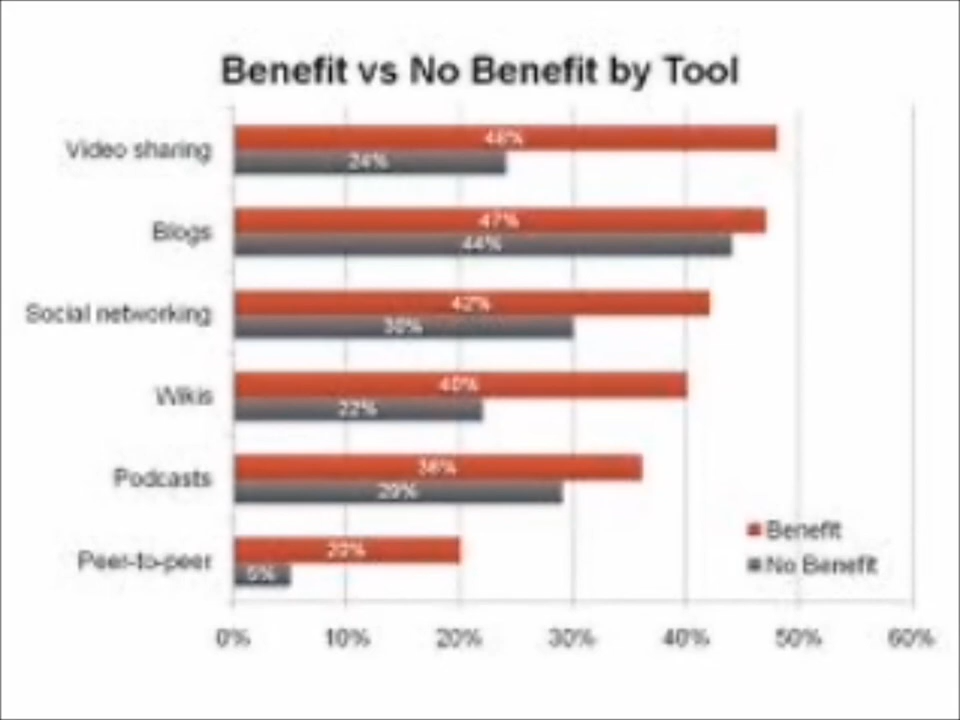 Benefit vs No Benefit by Tool
Video sharing
48%
24%
Blogs
47%
44%
Social networking
42%
30%
Wikis
40%
22%
Podcasts
36%
29%
Peer-to-peer
20%
5%
Benefit
No Benefit
0% 10% 20% 30% 40% 50% 60%